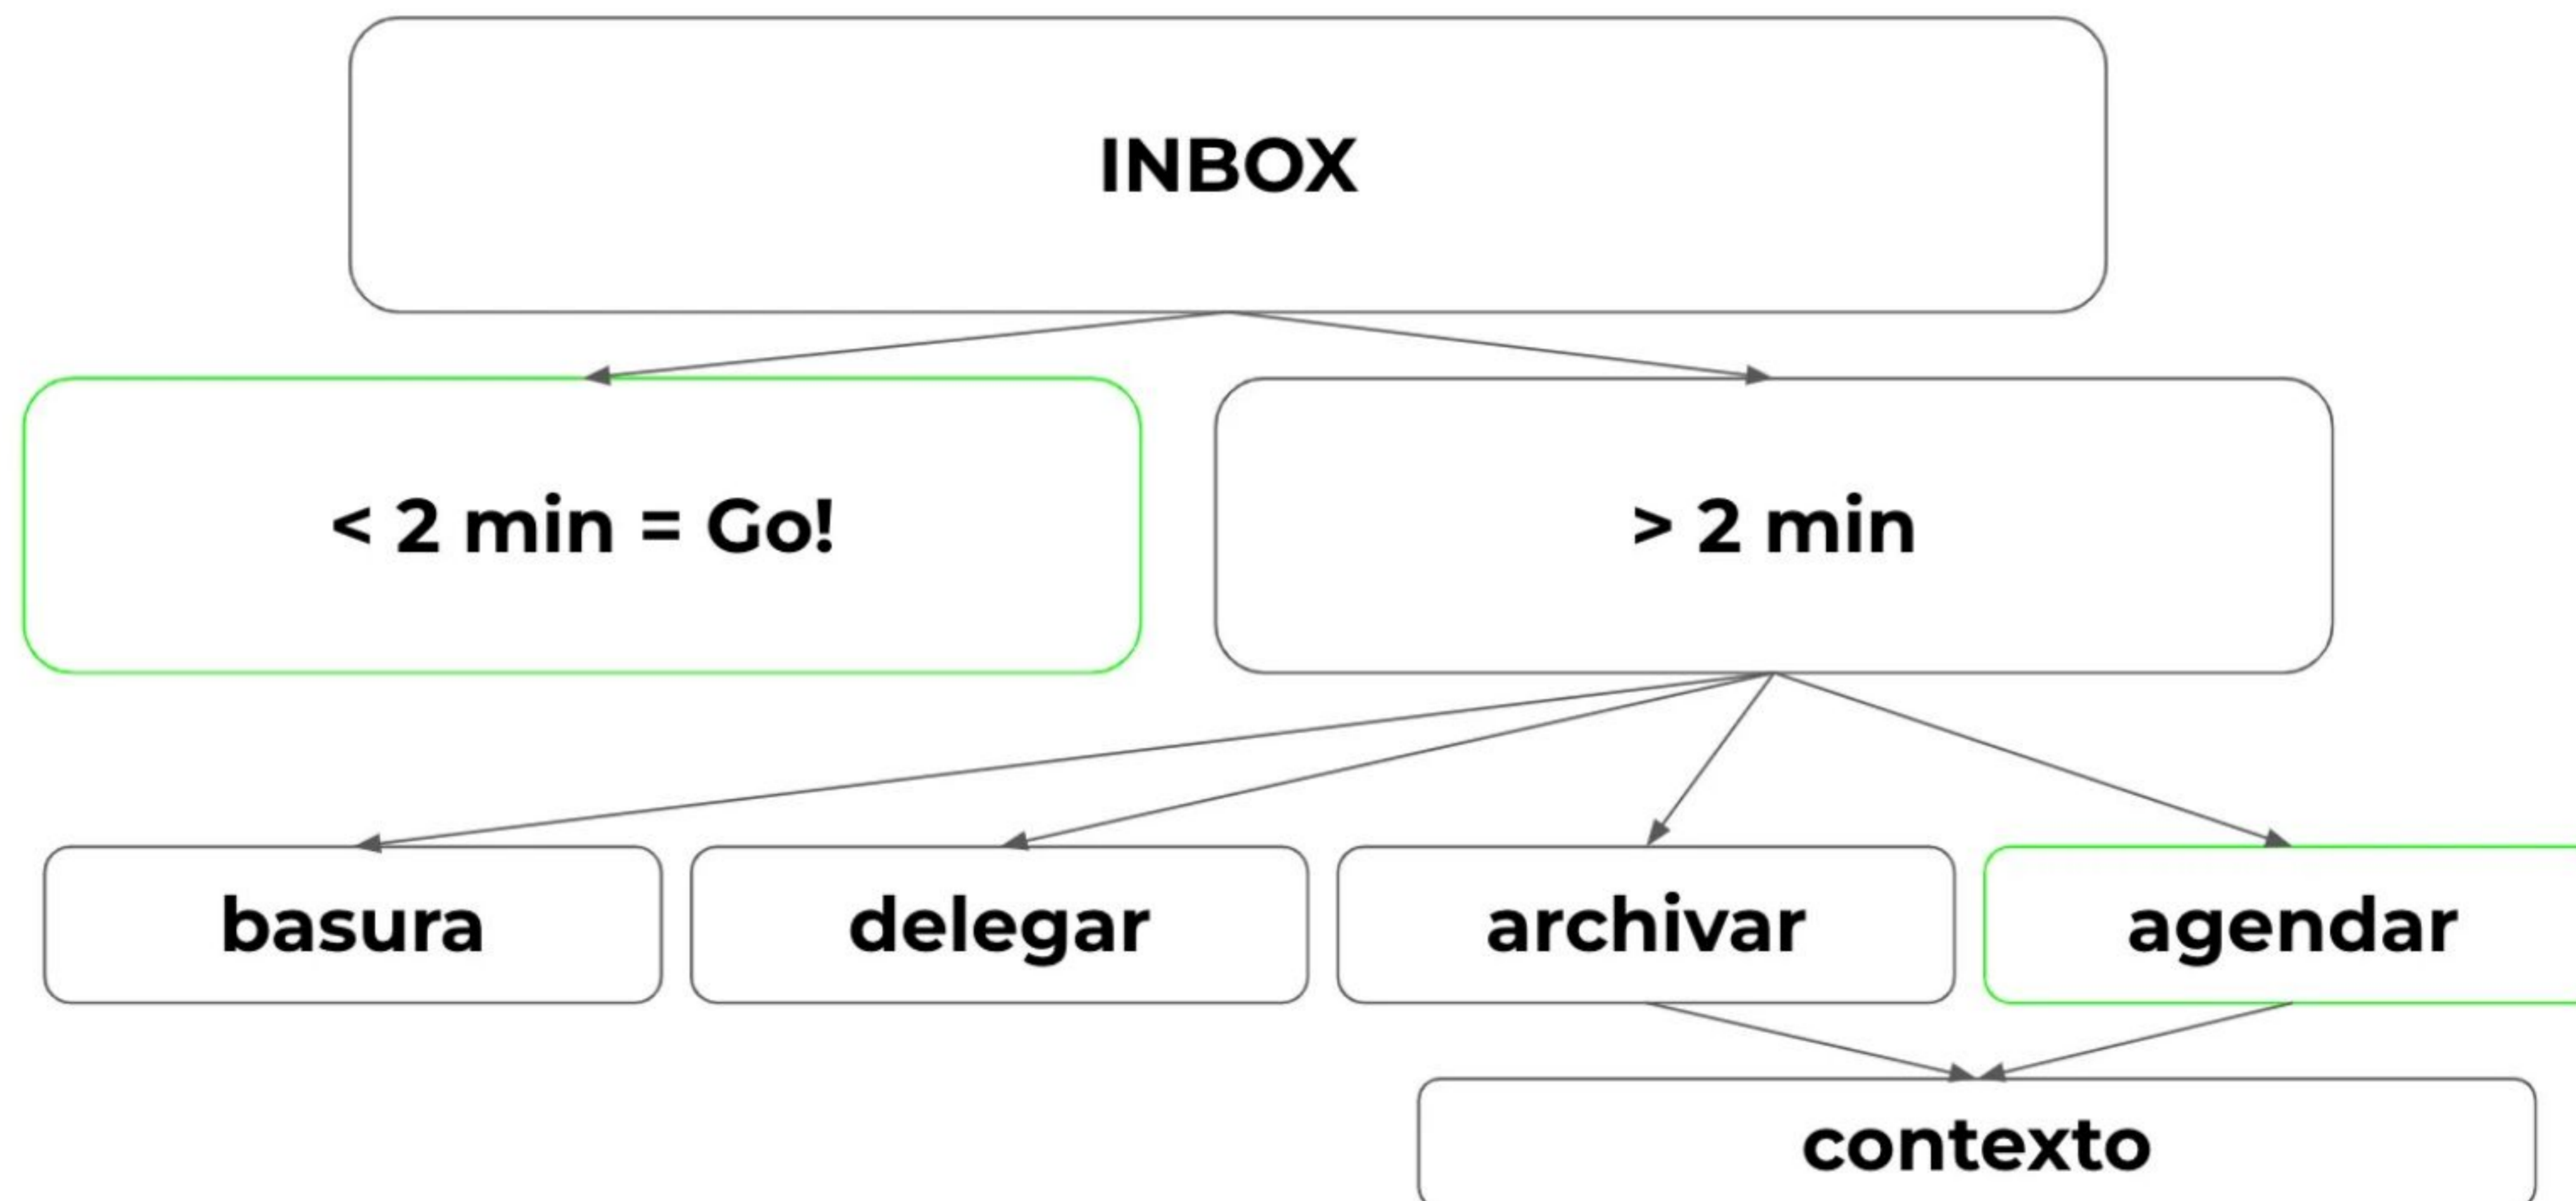 INBOX
< 2 min = Go!
> 2 min
basura
delegar
archivar
agendar
contexto